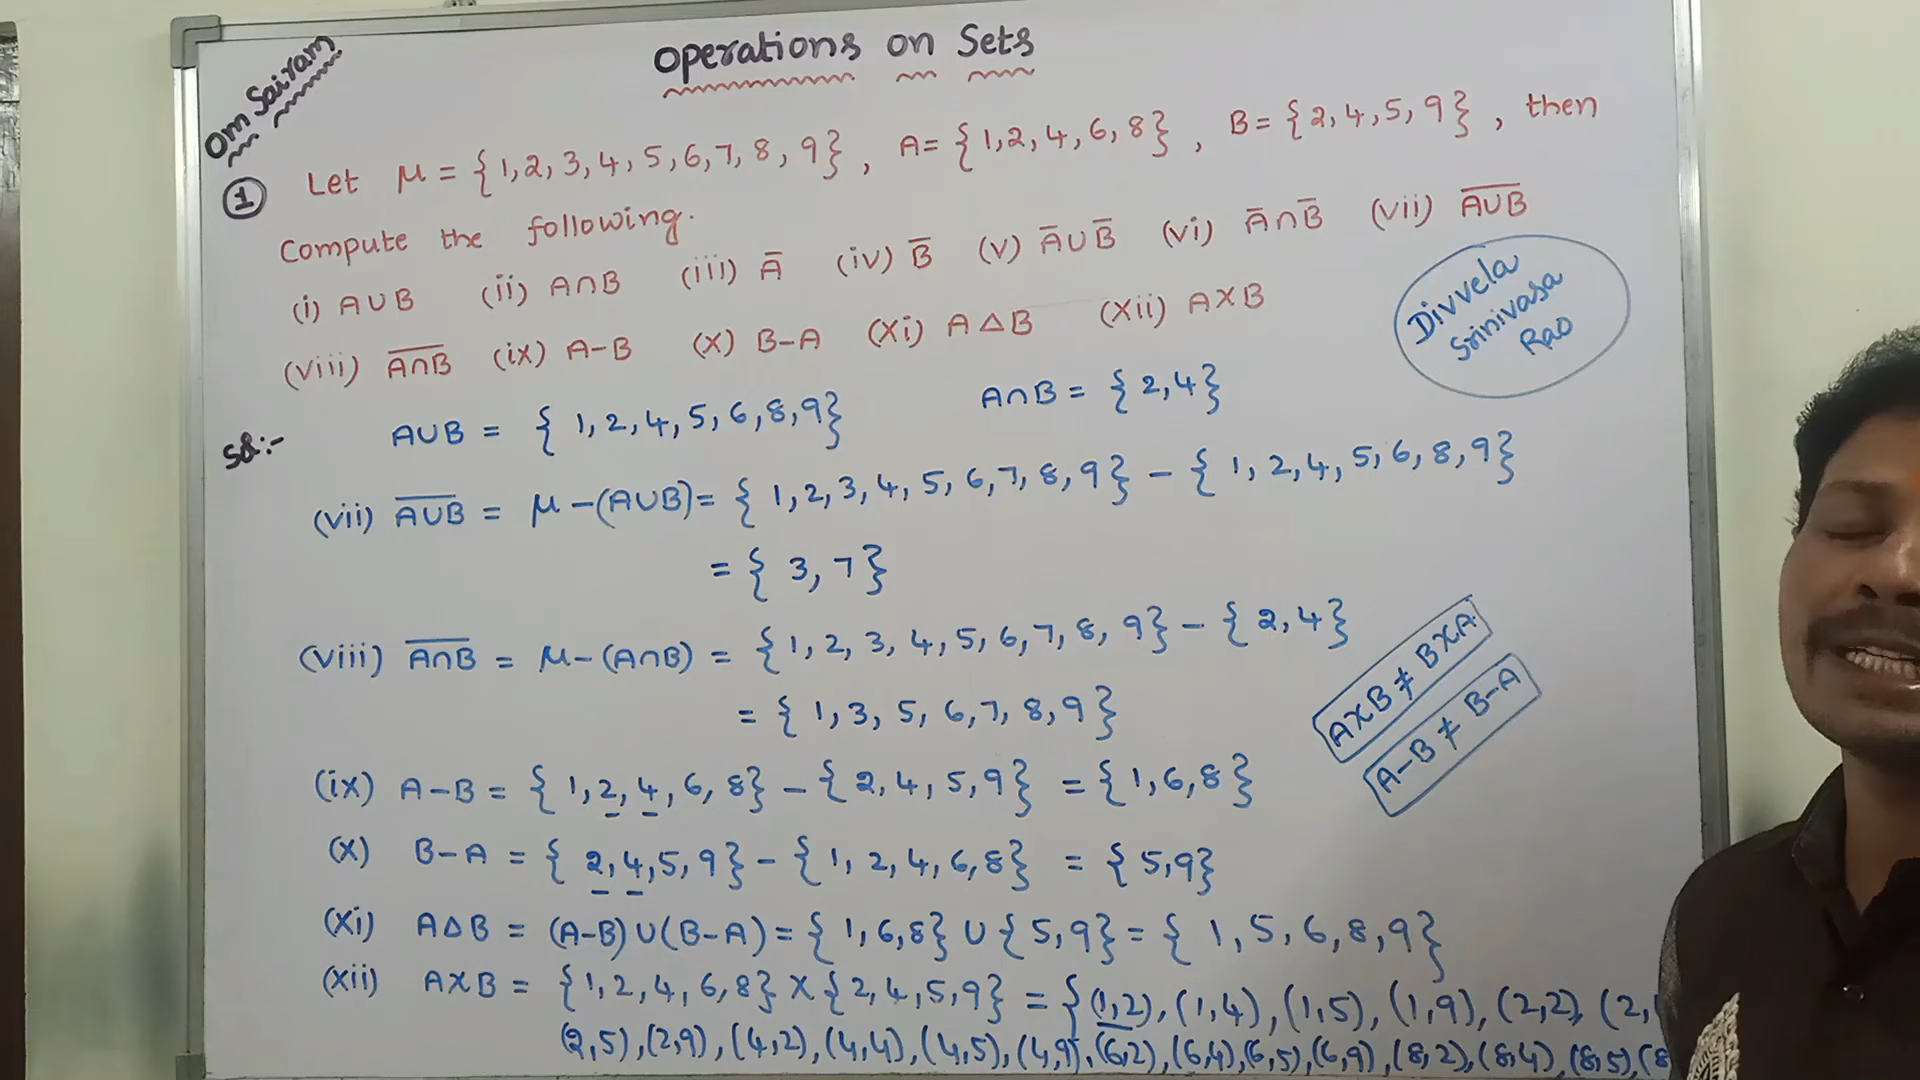 Om Sairam
Operations on Sets
① Let μ = {1,2,3,4,5,6,7,8,9}, A= {1,2,4,6,8}, B= {2,4,5,9}, then
Compute the following.
(i) A∪B (ii) A∩B (iii) A̅ (iv) B̅ (v) A̅∪B̅ (vi) A̅∩B̅ (vii) \overline{A∪B}
(viii) \overline{A∩B} (ix) A-B (x) B-A (xi) A△B (xii) A×B
Divvela
Srinivasa
Rao
Sol:- A∪B = {1,2,4,5,6,8,9} A∩B = {2,4}
(vii) \overline{A∪B} = μ-(A∪B)= {1,2,3,4,5,6,7,8,9} - {1,2,4,5,6,8,9}
= {3,7}
(viii) \overline{A∩B} = μ-(A∩B) = {1,2,3,4,5,6,7,8,9} - {2,4}
= {1,3,5,6,7,8,9}
A×B ≠ B×A
A-B ≠ B-A
(ix) A-B = {1,2,4,6,8} - {2,4,5,9} = {1,6,8}
(x) B-A = {2,4,5,9} - {1,2,4,6,8} = {5,9}
(xi) A△B = (A-B)∪(B-A) = {1,6,8} ∪ {5,9} = {1,5,6,8,9}
(xii) A×B = {1,2,4,6,8} × {2,4,5,9} = {(1,2),(1,4),(1,5),(1,9),(2,2),(2,
(2,5),(2,9),(4,2),(4,4),(4,5),(4,9),(6,2),(6,4),(6,5),(6,9),(8,2),(8,4),(8,5),(8